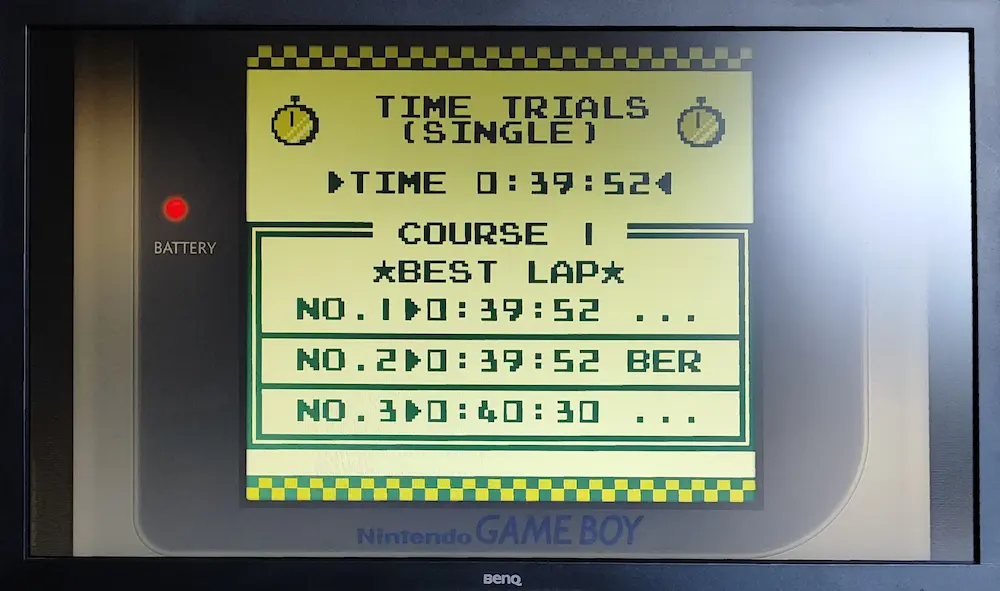 TIME TRIALS
(SINGLE)
TIME 0:39:52
BATTERY
COURSE 1
★BEST LAP★
NO.1▶0:39:52 ...
NO.2▶0:39:52 BER
NO.3▶0:40:30 ...
Nintendo GAME BOY
BenQ